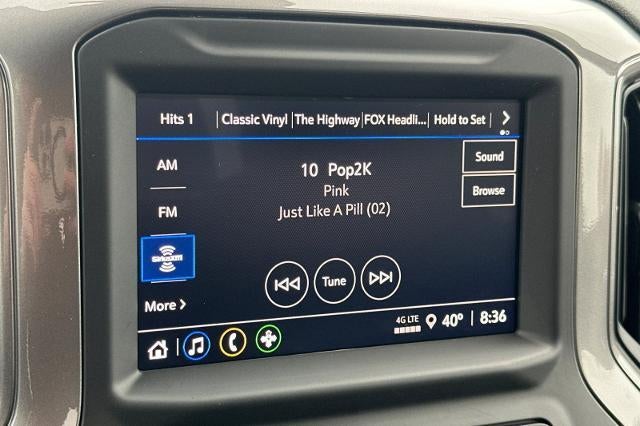 Hits 1 Classic Vinyl The Highway FOX Headli... Hold to Set
AM
10 Pop2K
Sound
Pink
Browse
FM
Just Like A Pill (02)
SiriusXM
Tune
More
4G LTE 40° 8:36